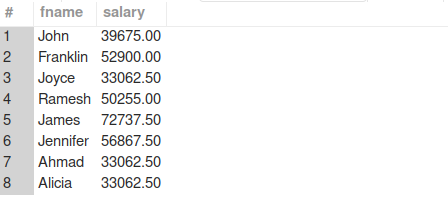 # fname salary
1 John 39675.00
2 Franklin 52900.00
3 Joyce 33062.50
4 Ramesh 50255.00
5 James 72737.50
6 Jennifer 56867.50
7 Ahmad 33062.50
8 Alicia 33062.50